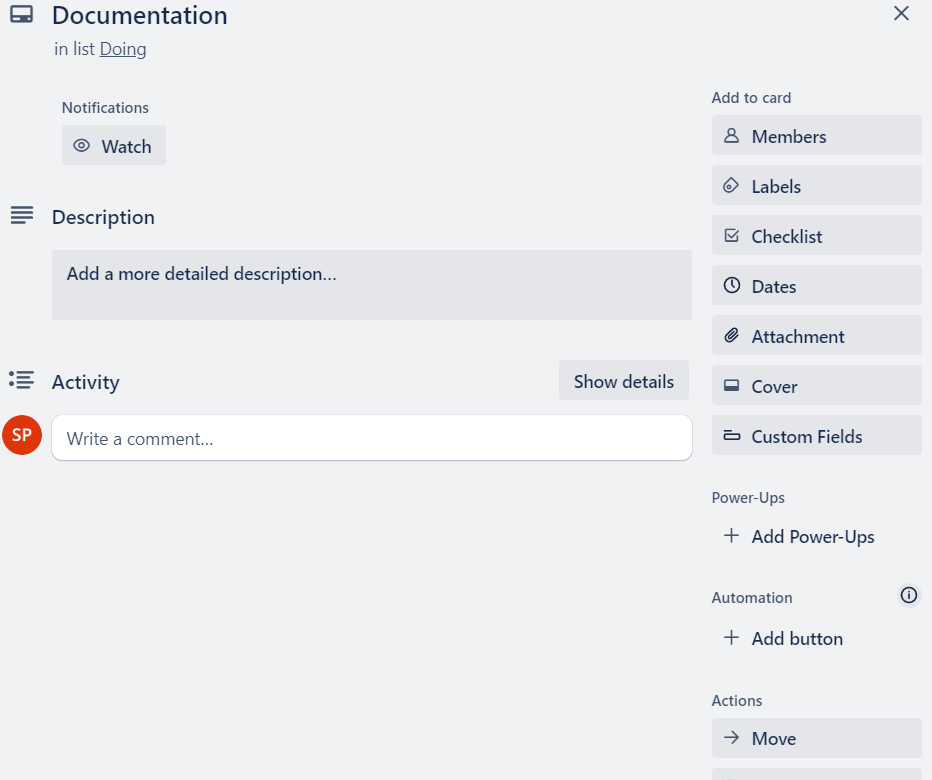 Documentation
in list Doing
Notifications
Watch
Description
Add a more detailed description...
Activity
Show details
SP
Write a comment...
Add to card
Members
Labels
Checklist
Dates
Attachment
Cover
Custom Fields
Power-Ups
Add Power-Ups
Automation
Add button
Actions
Move